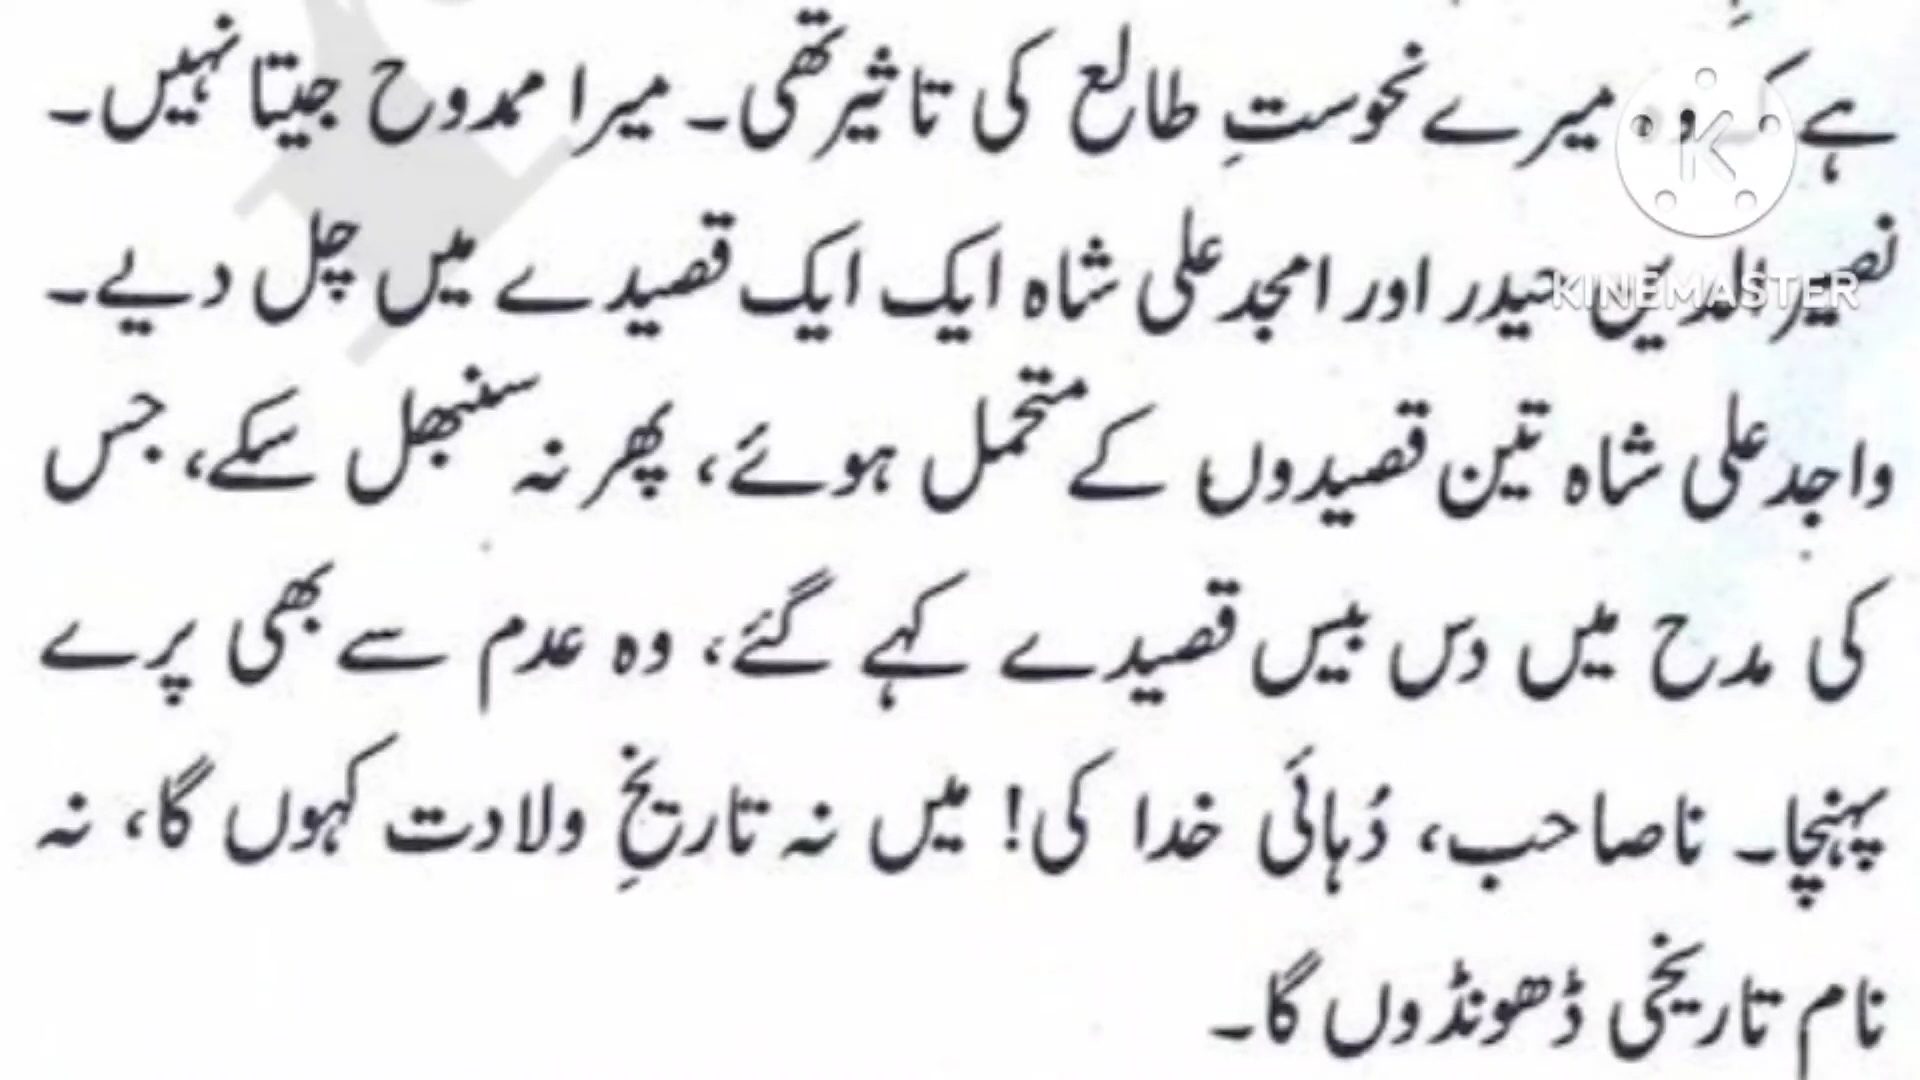 ہے کہ وہ میرے نحوستِ طالع کی تاثیر تھی۔ میرا ممدوح جیتا نہیں۔
نصیرالدین حیدر اور امجد علی شاہ ایک ایک قصیدے میں چل دیے۔
واجد علی شاہ تین قصیدوں کے متحمل ہوئے، پھر نہ سنبھل سکے، جس
کی مدح میں دس بیس قصیدے کہے گئے، وہ عدم سے بھی پرے
پہنچا۔ نا صاحب، دُہائی خدا کی! میں نہ تاریخِ ولادت کہوں گا، نہ
نام تاریخی ڈھونڈوں گا۔
K
KINEMASTER